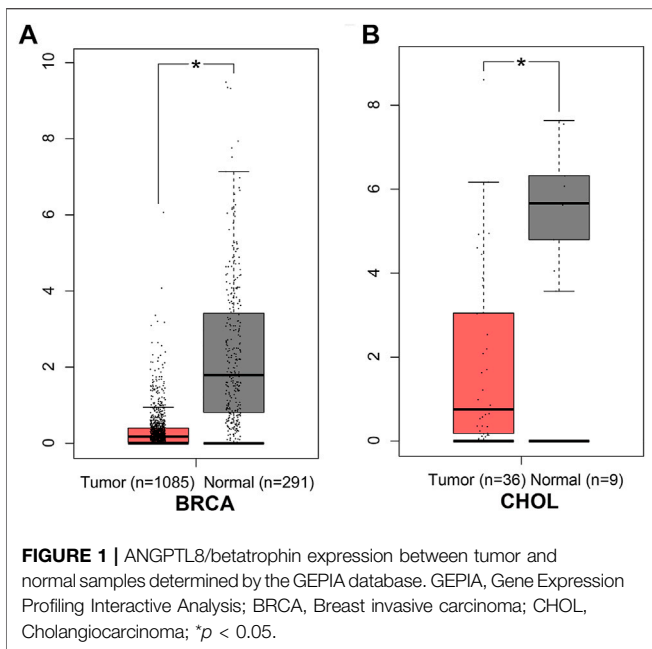 A
B
*
*
10
8
6
4
2
0
8
6
4
2
0
Tumor (n=1085) Normal (n=291)
BRCA
Tumor (n=36) Normal (n=9)
CHOL
FIGURE 1 | ANGPTL8/betatrophin expression between tumor and
normal samples determined by the GEPIA database. GEPIA, Gene Expression
Profiling Interactive Analysis; BRCA, Breast invasive carcinoma; CHOL,
Cholangiocarcinoma; *p < 0.05.